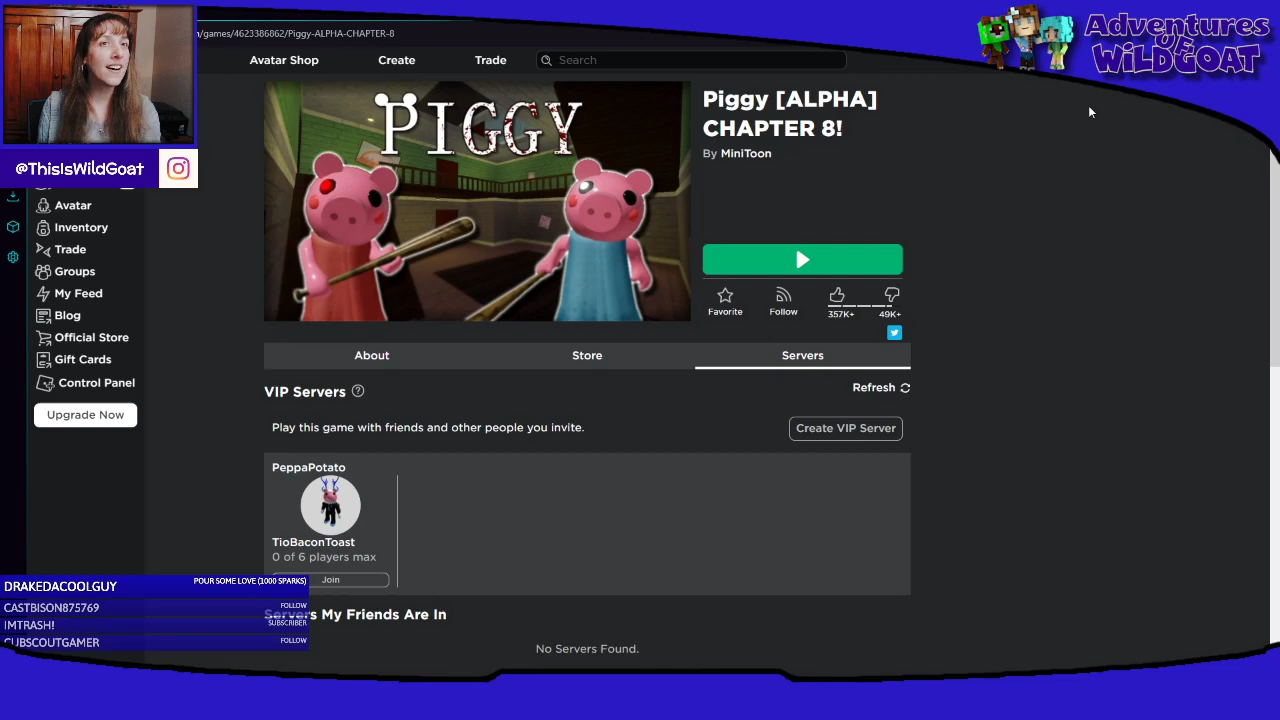 /games/4623386862/Piggy-ALPHA-CHAPTER-8
Adventures
OF
WiLDGOAT
Avatar Shop
Create
Trade
Search
@ThisIsWildGoat
Avatar
Inventory
Trade
Groups
My Feed
Blog
Official Store
Gift Cards
Control Panel
Upgrade Now
PIGGY
Piggy [ALPHA]
CHAPTER 8!
By MiniToon
Favorite
Follow
357K+
49K+
About
Store
Servers
VIP Servers
Refresh
Play this game with friends and other people you invite.
Create VIP Server
PeppaPotato
TioBaconToast
0 of 6 players max
Join
Servers My Friends Are In
No Servers Found.
DRAKEDACOOLGUY
POUR SOME LOVE (1000 SPARKS)
CASTBISON875769
FOLLOW
IMTRASH!
SUBSCRIBER
CUBSCOUTGAMER
FOLLOW